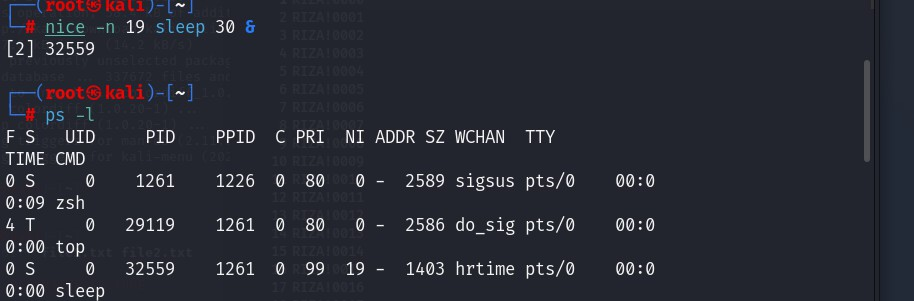 ┌──(root㉿kali)-[~]
└─# nice -n 19 sleep 30 &
[2] 32559
┌──(root㉿kali)-[~]
└─# ps -l
F S   UID     PID    PPID  C PRI  NI ADDR SZ WCHAN  TTY
TIME CMD
0 S     0    1261    1226  0  80   0 -  2589 sigsus pts/0    00:0
0:09 zsh
4 T     0   29119    1261  0  80   0 -  2586 do_sig pts/0    00:0
0:00 top
0 S     0   32559    1261  0  99  19 -  1403 hrtime pts/0    00:0
0:00 sleep